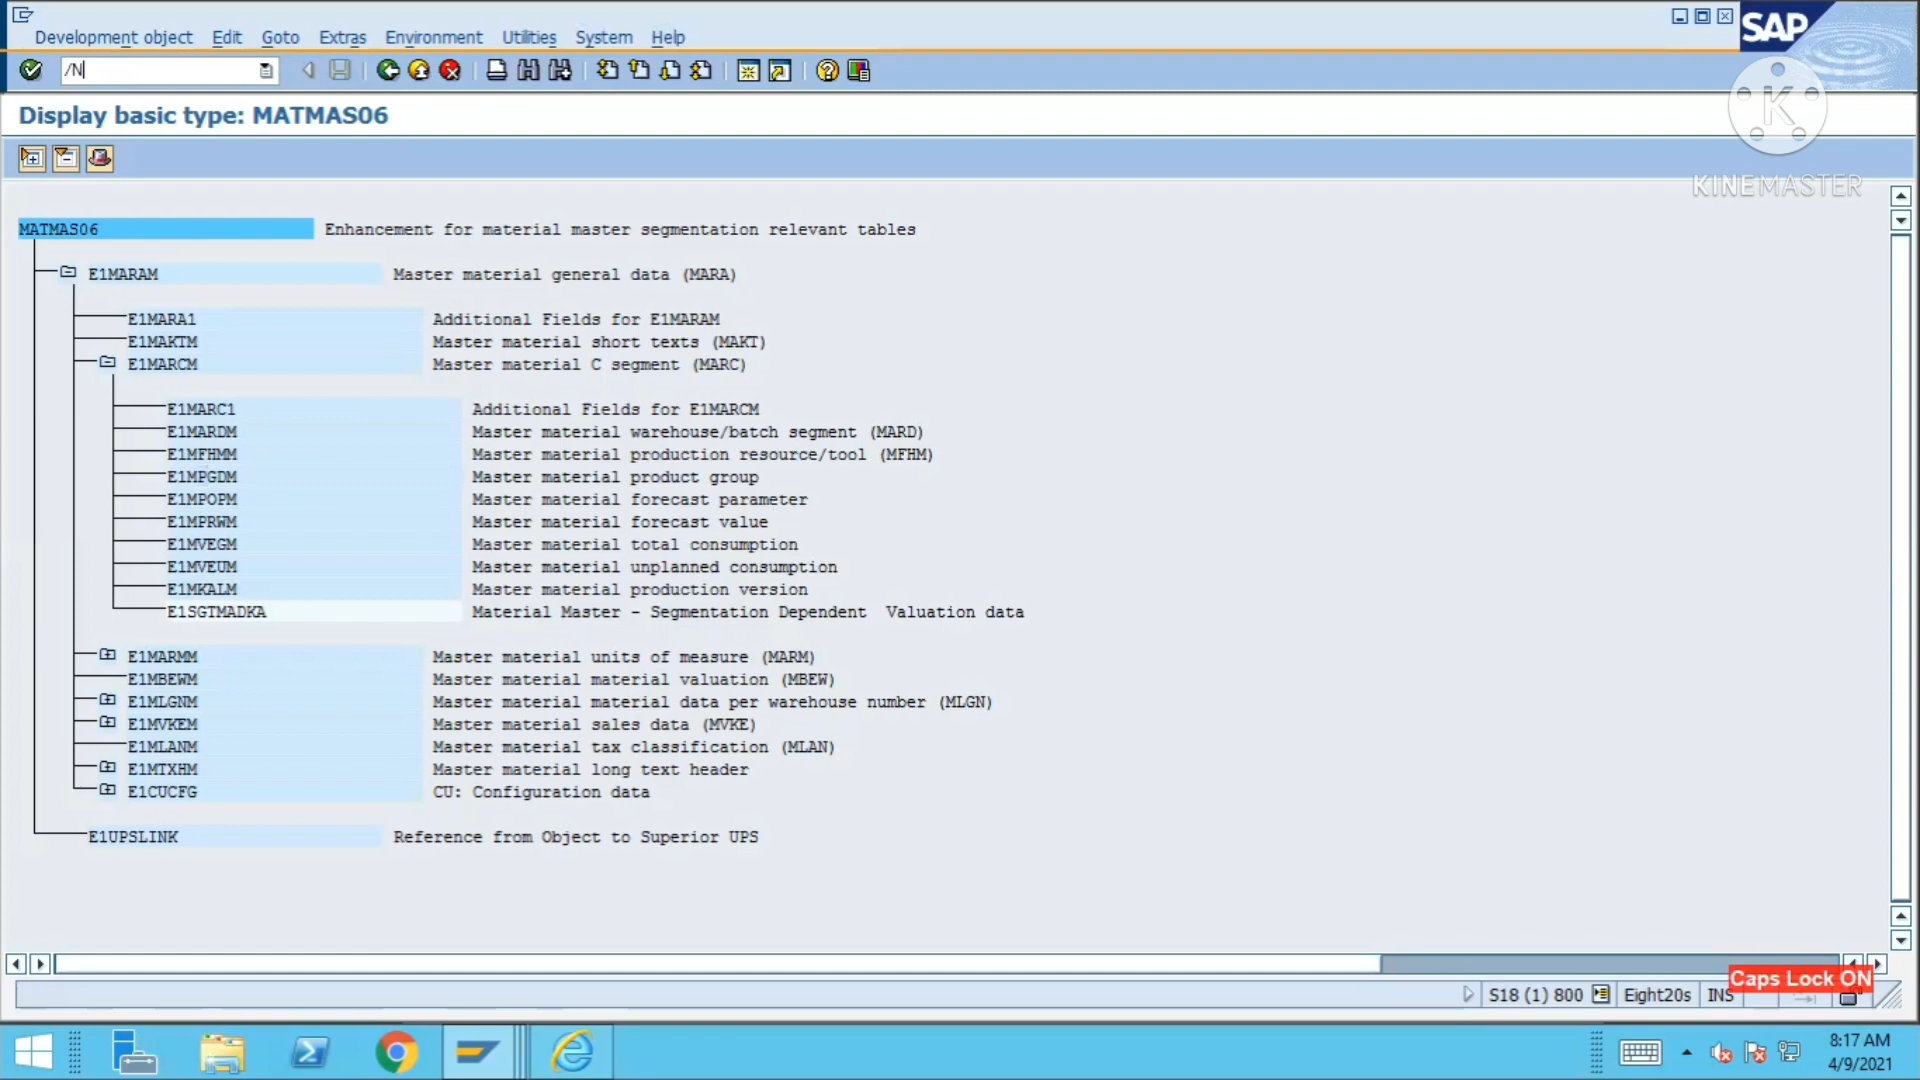 Development object Edit Goto Extras Environment Utilities System Help
SAP
/N
Display basic type: MATMAS06
K
KINEMASTER
MATMAS06 Enhancement for material master segmentation relevant tables
E1MARAM Master material general data (MARA)
E1MARA1 Additional Fields for E1MARAM
E1MAKTM Master material short texts (MAKT)
E1MARCM Master material C segment (MARC)
E1MARC1 Additional Fields for E1MARCM
E1MARDM Master material warehouse/batch segment (MARD)
E1MFHMM Master material production resource/tool (MFHM)
E1MPGDM Master material product group
E1MPOPM Master material forecast parameter
E1MPRWM Master material forecast value
E1MVEGM Master material total consumption
E1MVEUM Master material unplanned consumption
E1MKALM Master material production version
E1SGTMADKA Material Master - Segmentation Dependent  Valuation data
E1MARMM Master material units of measure (MARM)
E1MBEWM Master material material valuation (MBEW)
E1MLGNM Master material material data per warehouse number (MLGN)
E1MVKEM Master material sales data (MVKE)
E1MLANM Master material tax classification (MLAN)
E1MTXHM Master material long text header
E1CUCFG CU: Configuration data
E1UPSLINK Reference from Object to Superior UPS
Caps Lock ON
S18 (1) 800 Eight20s INS
8:17 AM
4/9/2021